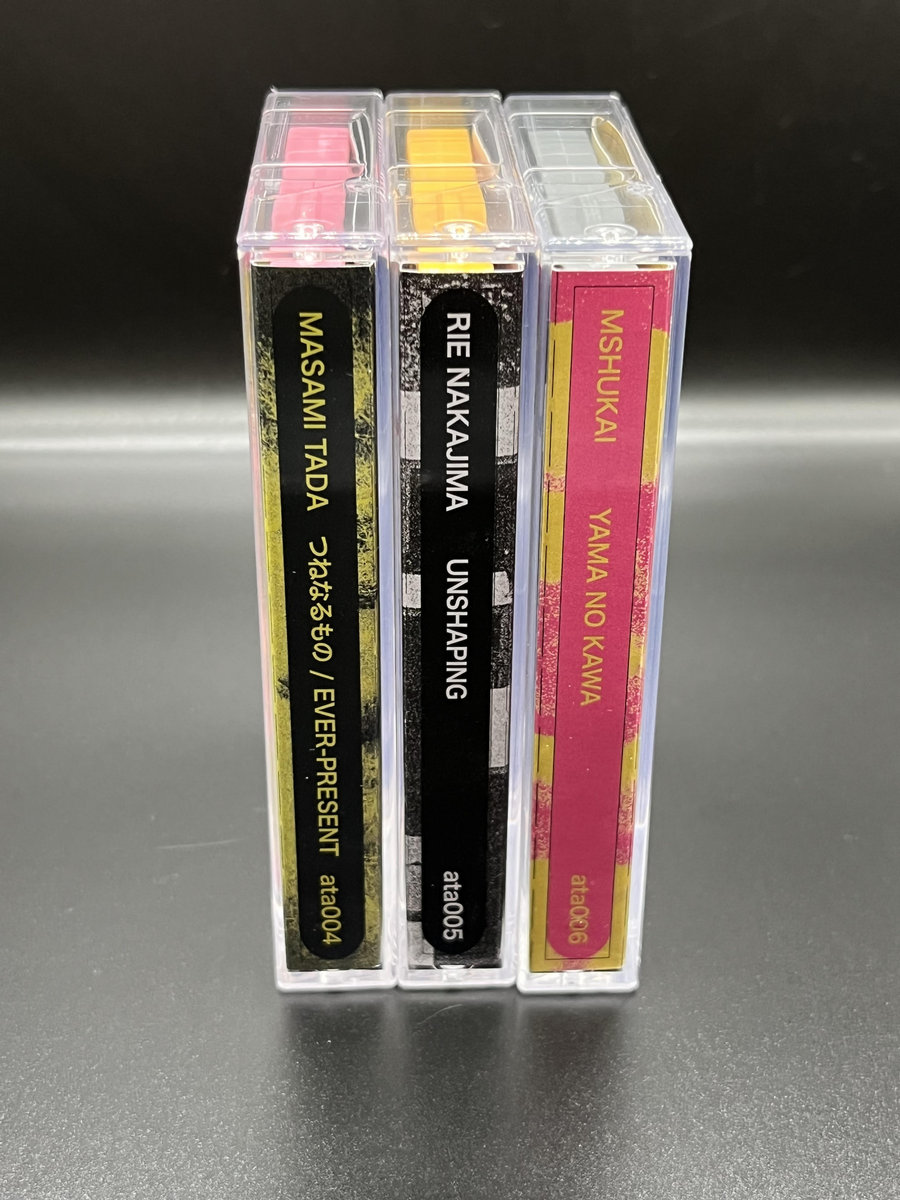 MASAMI TADA つねなるもの / EVER-PRESENT ata004
RIE NAKAJIMA UNSHAPING ata005
MSHUKAI YAMA NO KAWA ata006